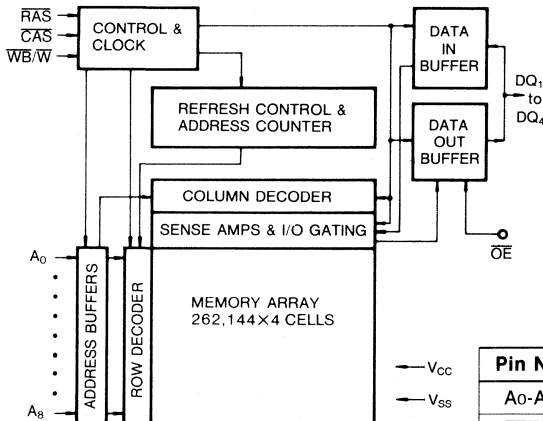 RAS
CAS
WB/W
CONTROL &
CLOCK
DATA
IN
BUFFER
DQ1
to
DQ4
REFRESH CONTROL &
ADDRESS COUNTER
DATA
OUT
BUFFER
COLUMN DECODER
SENSE AMPS & I/O GATING
OE
A0
A8
ADDRESS BUFFERS
ROW DECODER
MEMORY ARRAY
262,144×4 CELLS
VCC
VSS
Pin N
A0-A